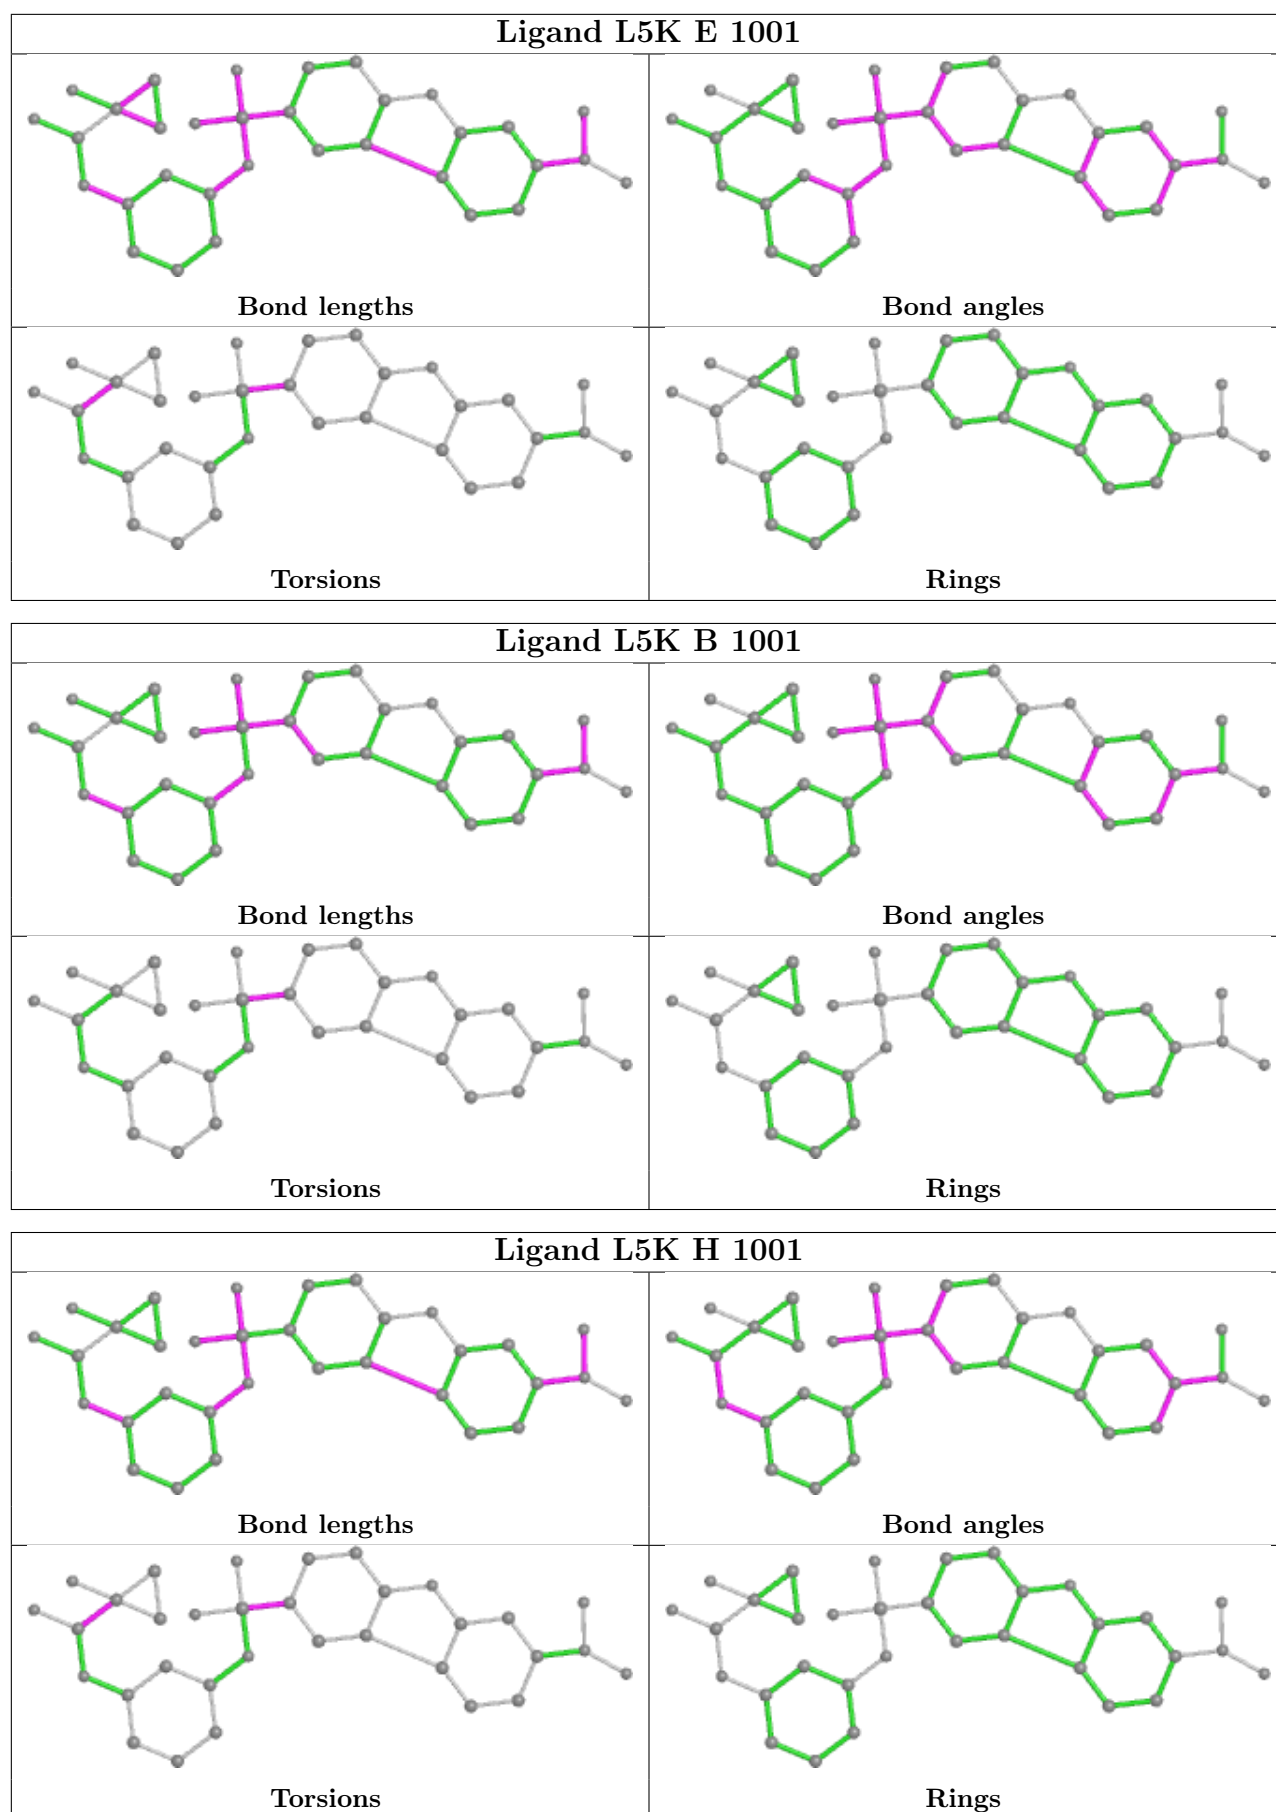 Ligand L5K E 1001
Bond lengths
Bond angles
Torsions
Rings
Ligand L5K B 1001
Bond lengths
Bond angles
Torsions
Rings
Ligand L5K H 1001
Bond lengths
Bond angles
Torsions
Rings